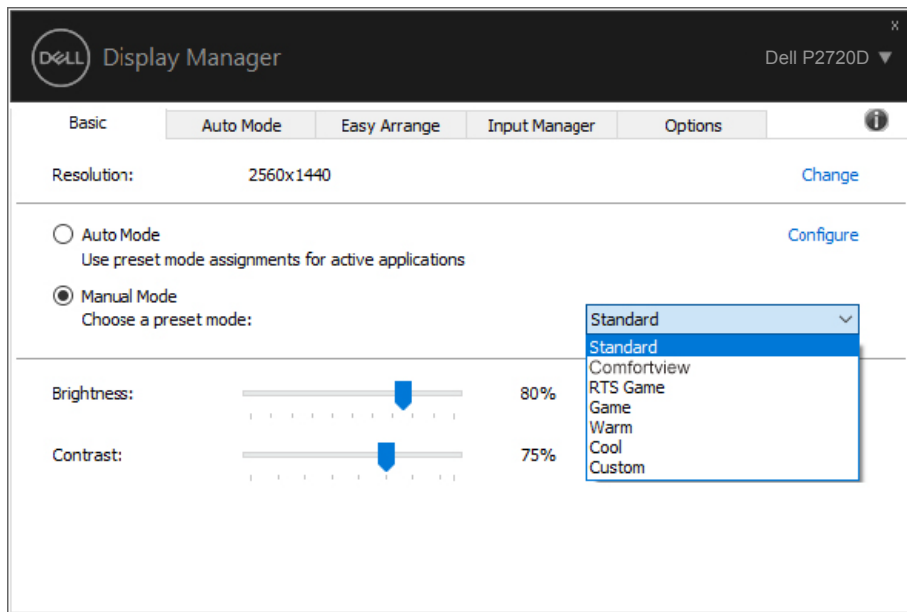 x
DELL Display Manager Dell P2720D ▼
Basic Auto Mode Easy Arrange Input Manager Options
Resolution: 2560x1440 Change
Auto Mode Configure
Use preset mode assignments for active applications
Manual Mode
Choose a preset mode: Standard
Standard
Comfortview
RTS Game
Brightness: 80%
Game
Warm
Cool
Contrast: 75%
Custom